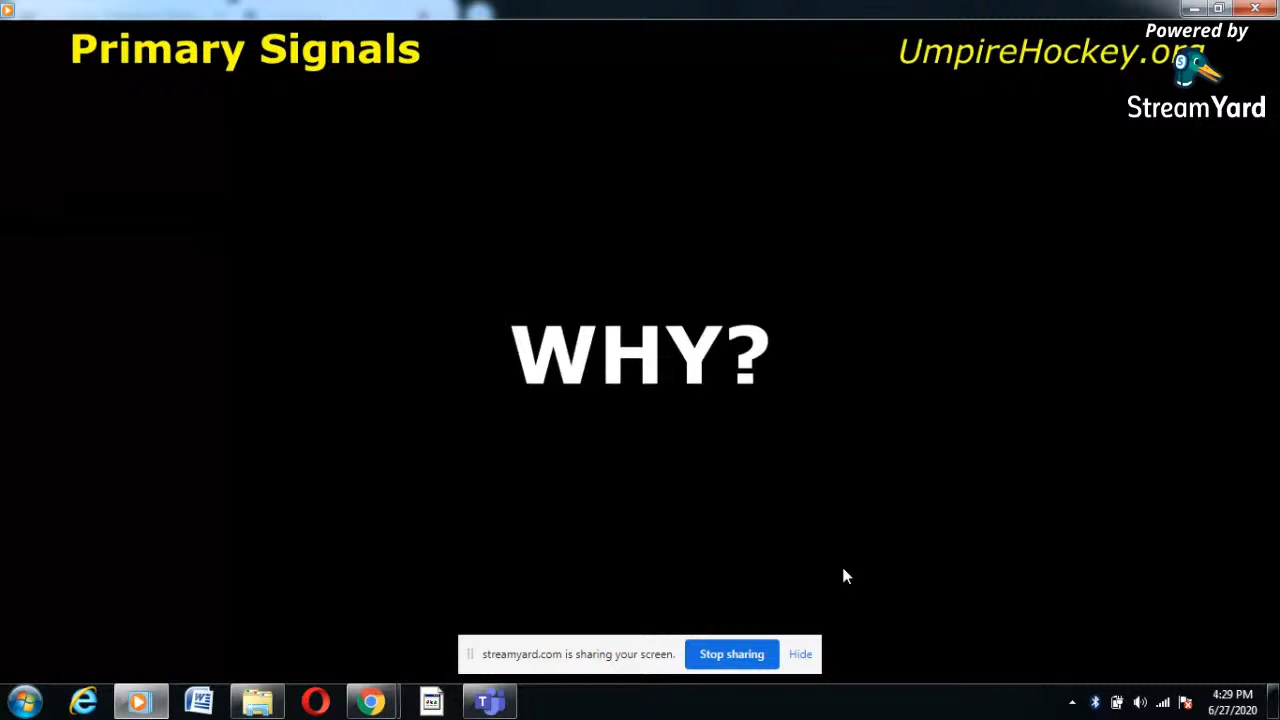 Primary Signals
UmpireHockey.org
Powered by
S
StreamYard
WHY?
streamyard.com is sharing your screen.
Stop sharing
Hide
4:29 PM
6/27/2020